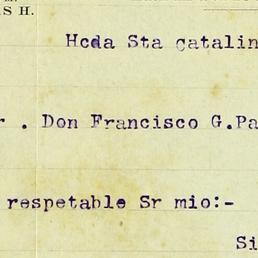 S H.
Hcda Sta catalin
r . Don Francisco G.Pa
respetable Sr mio:-
Si